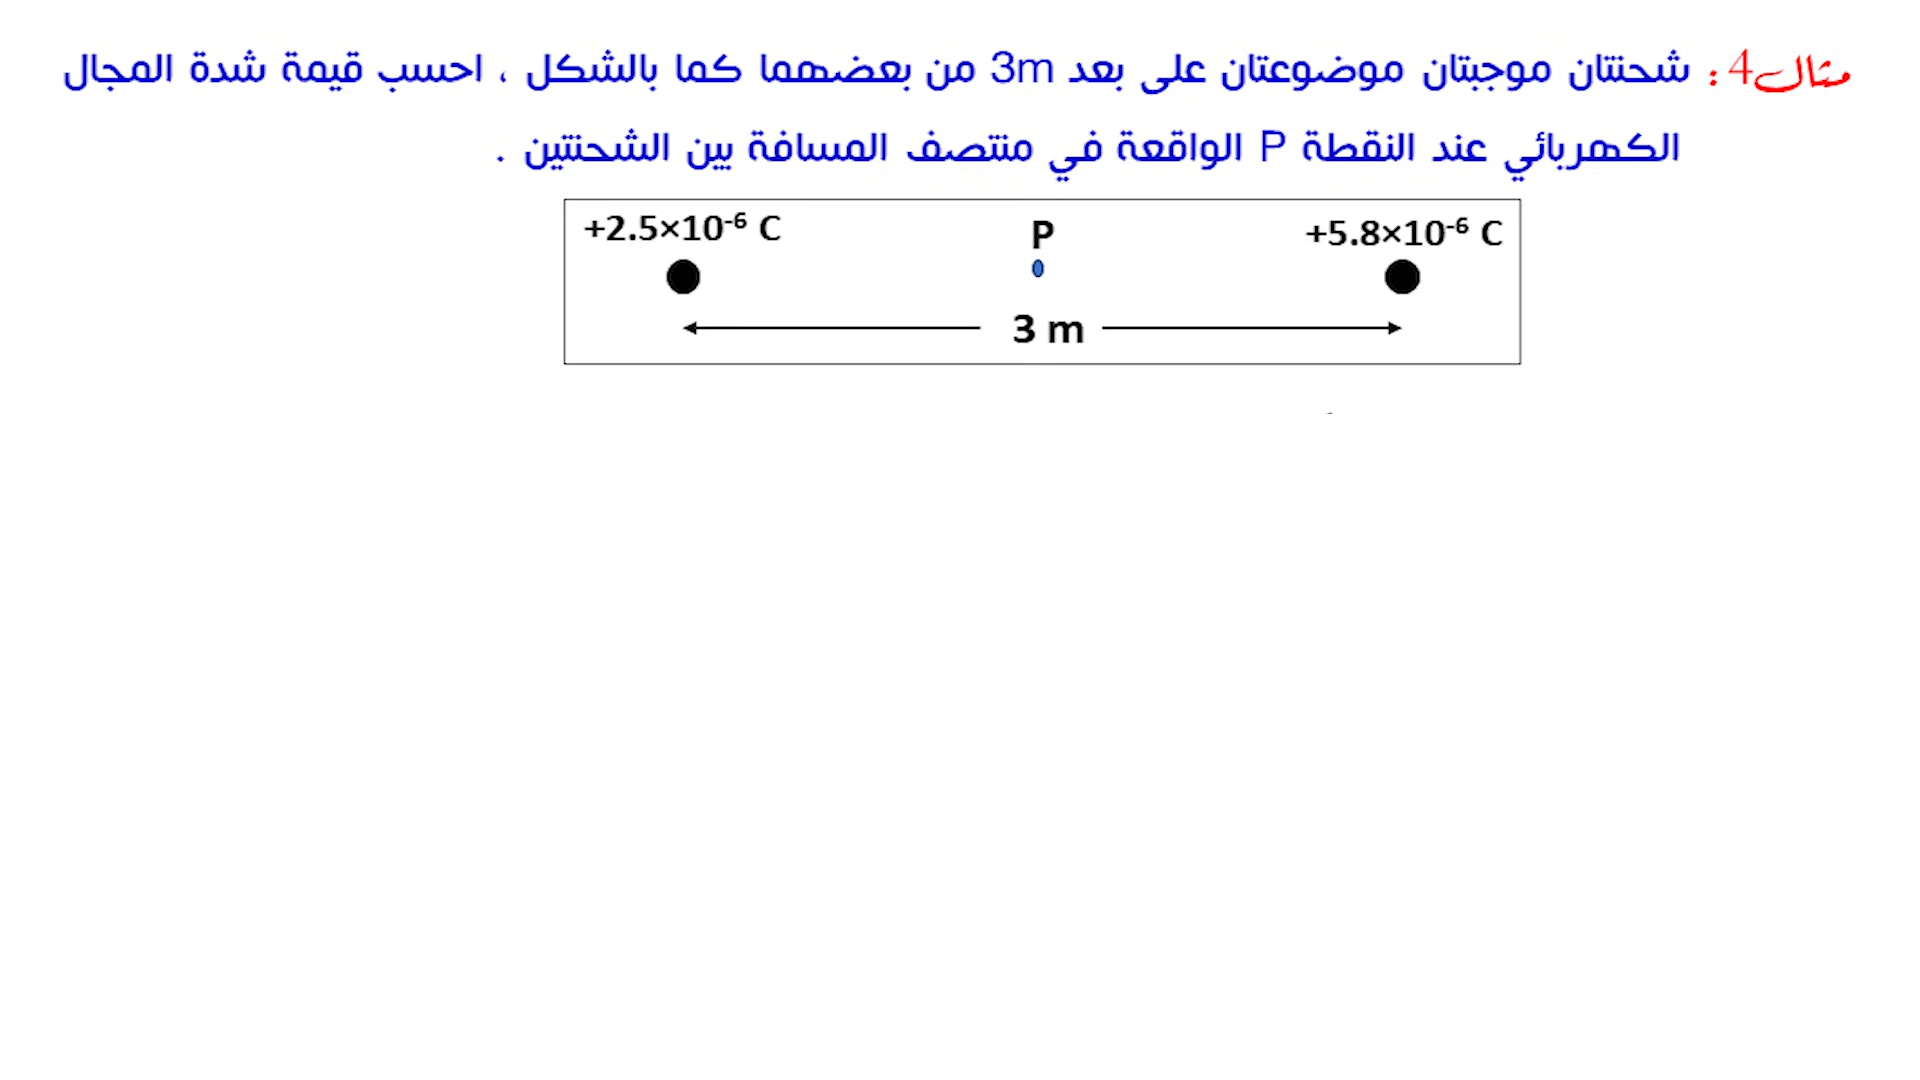 مثال4 : شحنتان موجبتان موضوعتان على بعد 3m من بعضهما كما بالشكل ، احسب قيمة شدة المجال
الكهربائي عند النقطة P الواقعة في منتصف المسافة بين الشحنتين .
+2.5×10⁻⁶ C
P
+5.8×10⁻⁶ C
3 m